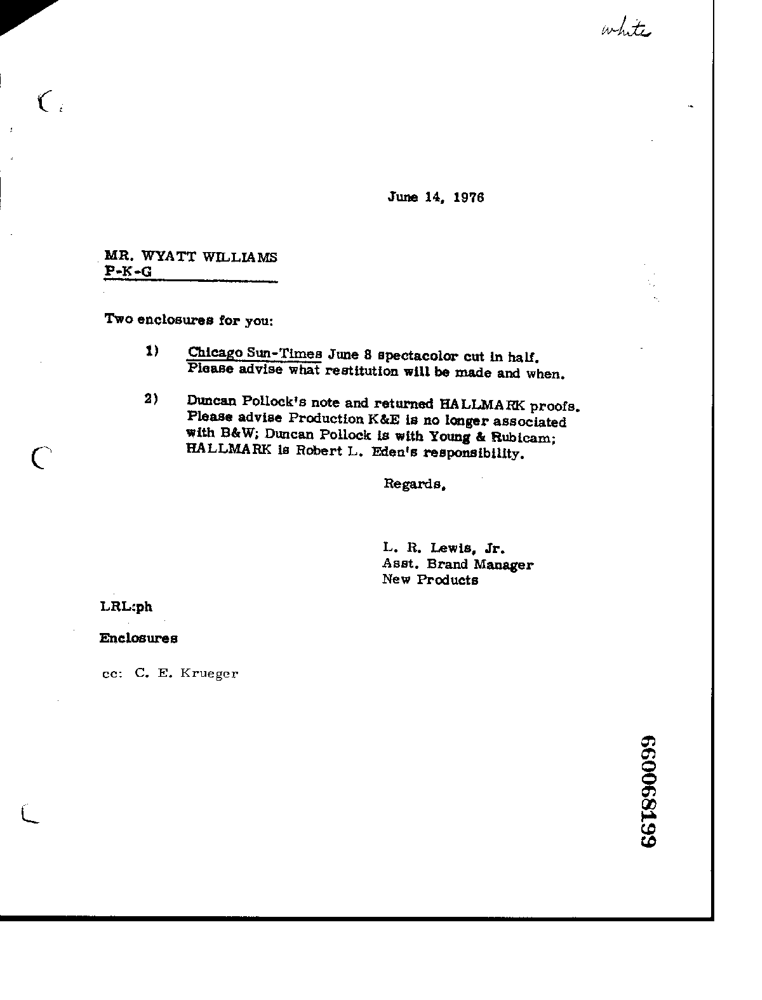 white
June 14, 1976
MR. WYATT WILLIAMS
P-K-G
Two enclosures for you:
1) Chicago Sun-Times June 8 spectacolor cut in half.
Please advise what restitution will be made and when.
2) Duncan Pollock's note and returned HALLMARK proofs.
Please advise Production K&E is no longer associated
with B&W; Duncan Pollock is with Young & Rubicam;
HALLMARK is Robert L. Eden's responsibility.
Regards,
L. R. Lewis, Jr.
Asst. Brand Manager
New Products
LRL:ph
Enclosures
cc: C. E. Krueger
660068199